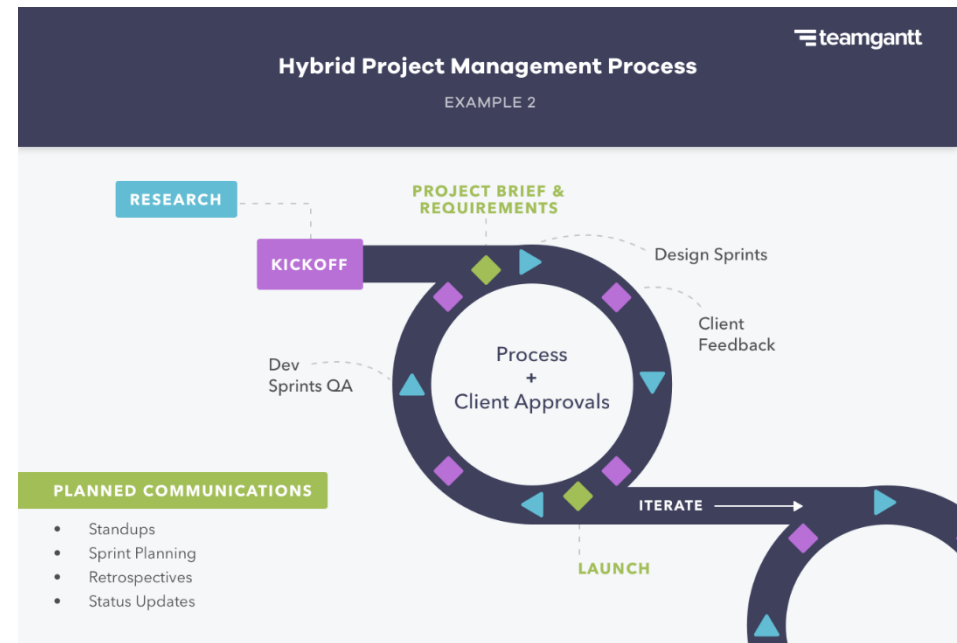 teamgantt
Hybrid Project Management Process
EXAMPLE 2
RESEARCH
PROJECT BRIEF &
REQUIREMENTS
KICKOFF
Design Sprints
Client
Feedback
Dev
Sprints QA
Process
+
Client Approvals
PLANNED COMMUNICATIONS
• Standups
• Sprint Planning
• Retrospectives
• Status Updates
ITERATE
LAUNCH